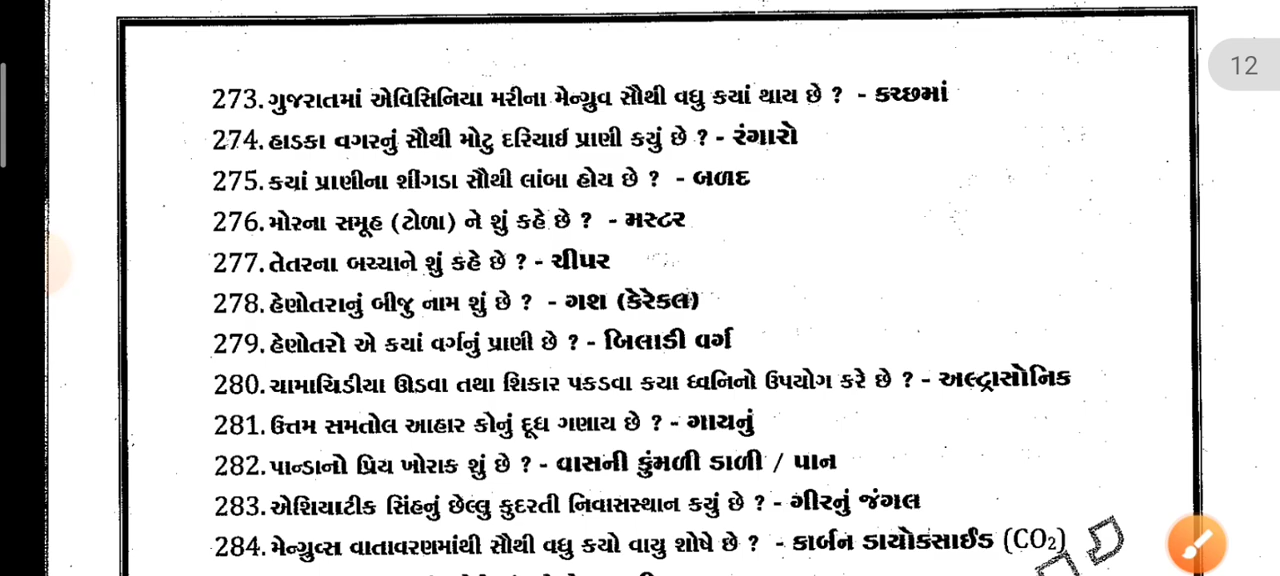 12
273. ગુજરાતમાં એવિસિનિયા મરીના મેન્ગ્રુવ સૌથી વધુ કયાં થાય છે ? - કચ્છમાં
274. હાડકા વગરનું સૌથી મોટુ દરિયાઈ પ્રાણી કયું છે ? - રંગારો
275. કયાં પ્રાણીના શીંગડા સૌથી લાંબા હોય છે ? - બળદ
276. મોરના સમૂહ (ટોળા) ને શું કહે છે ? - મસ્ટર
277. તેતરના બચ્ચાને શું કહે છે ? - ચીપર
278. હેણોતરાનું બીજુ નામ શું છે ? - ગશ (કેરેકલ)
279. હેણોતરો એ કયાં વર્ગનું પ્રાણી છે ? - બિલાડી વર્ગ
280. ચામાચિડીયા ઊડવા તથા શિકાર પકડવા કયા ધ્વનિનો ઉપયોગ કરે છે ? - અલ્ટ્રાસોનિક
281. ઉત્તમ સમતોલ આહાર કોનું દૂધ ગણાય છે ? - ગાયનું
282. પાન્ડાનો પ્રિય ખોરાક શું છે ? - વાસની કુંમળી ડાળી / પાન
283. એશિયાટીક સિંહનું છેલ્લુ કુદરતી નિવાસસ્થાન કયું છે ? - ગીરનું જંગલ
284. મેન્ગ્રુવ્સ વાતાવરણમાંથી સૌથી વધુ કયો વાયુ શોષે છે ? - કાર્બન ડાયોકસાઈડ (CO₂)